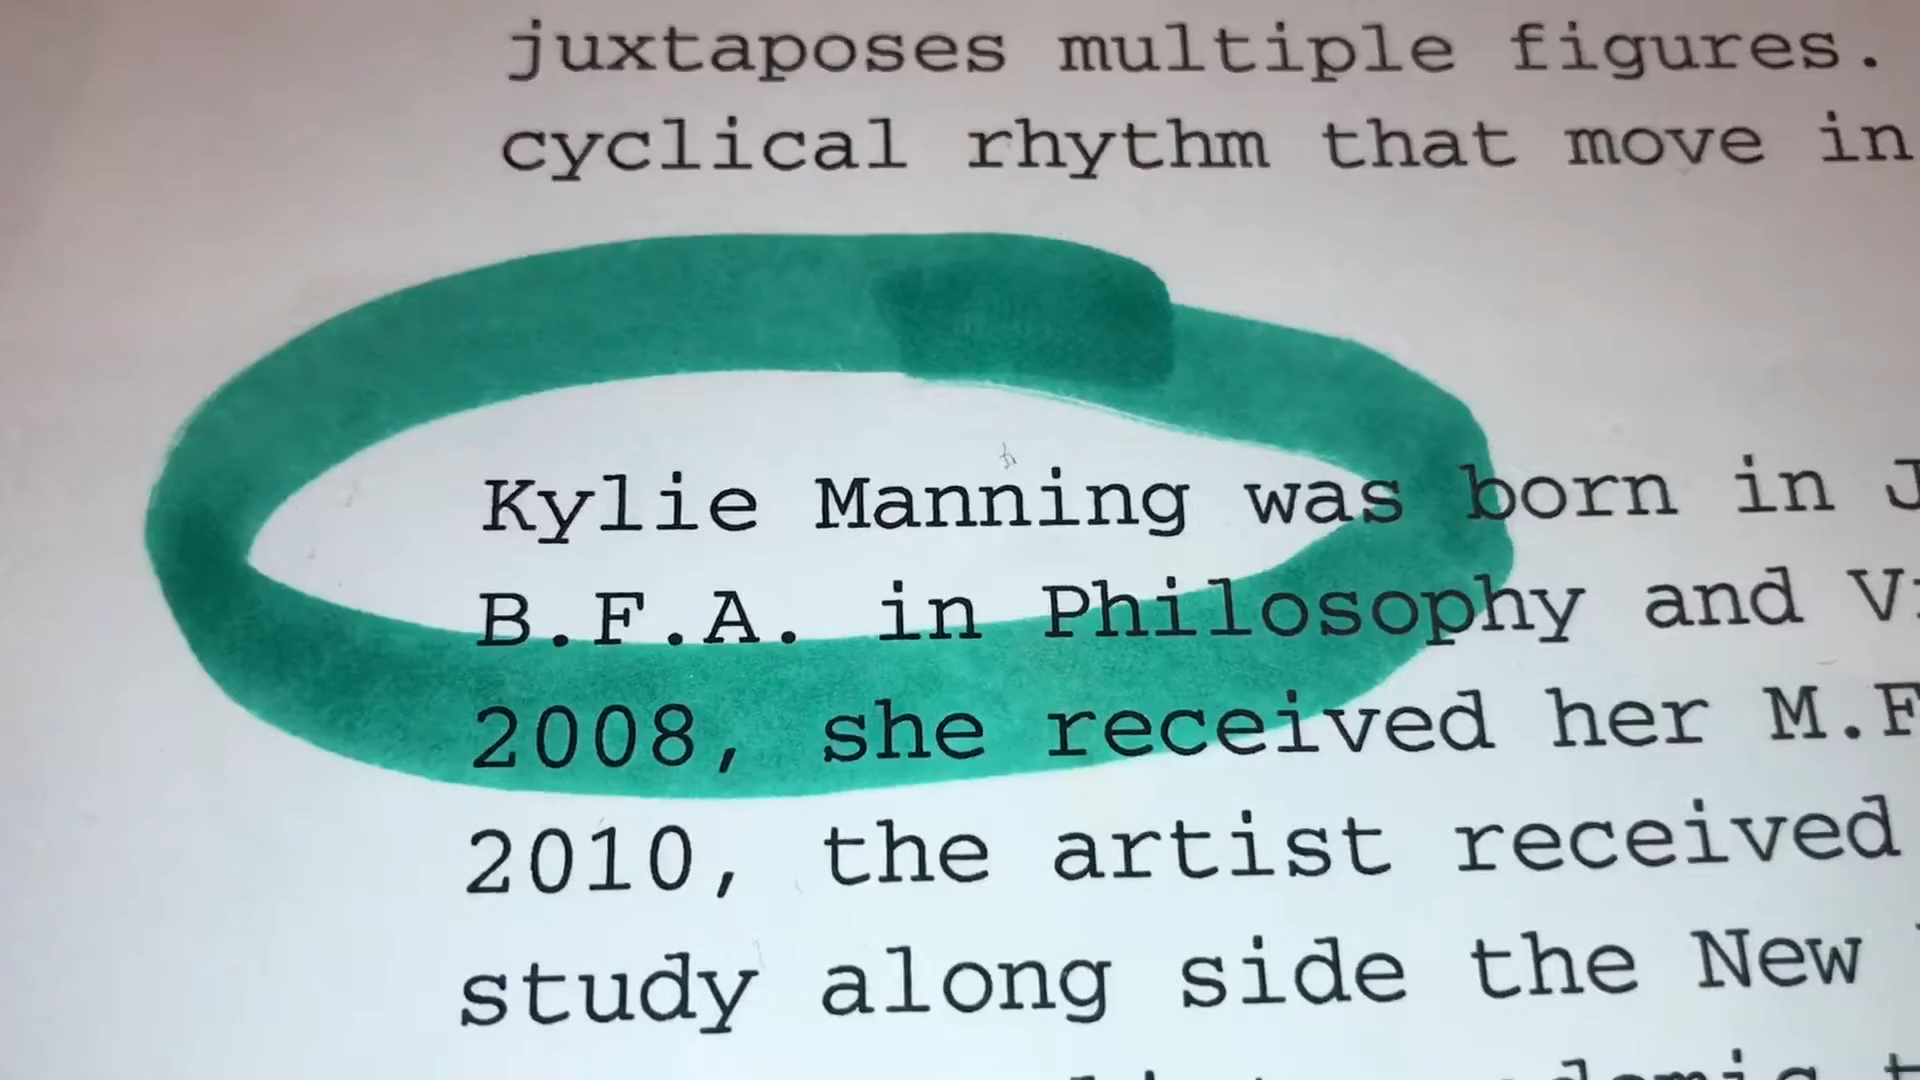 juxtaposes multiple figures.
cyclical rhythm that move in
Kylie Manning was born in J
B.F.A. in Philosophy and V
2008, she received her M.F
2010, the artist received
study along side the New